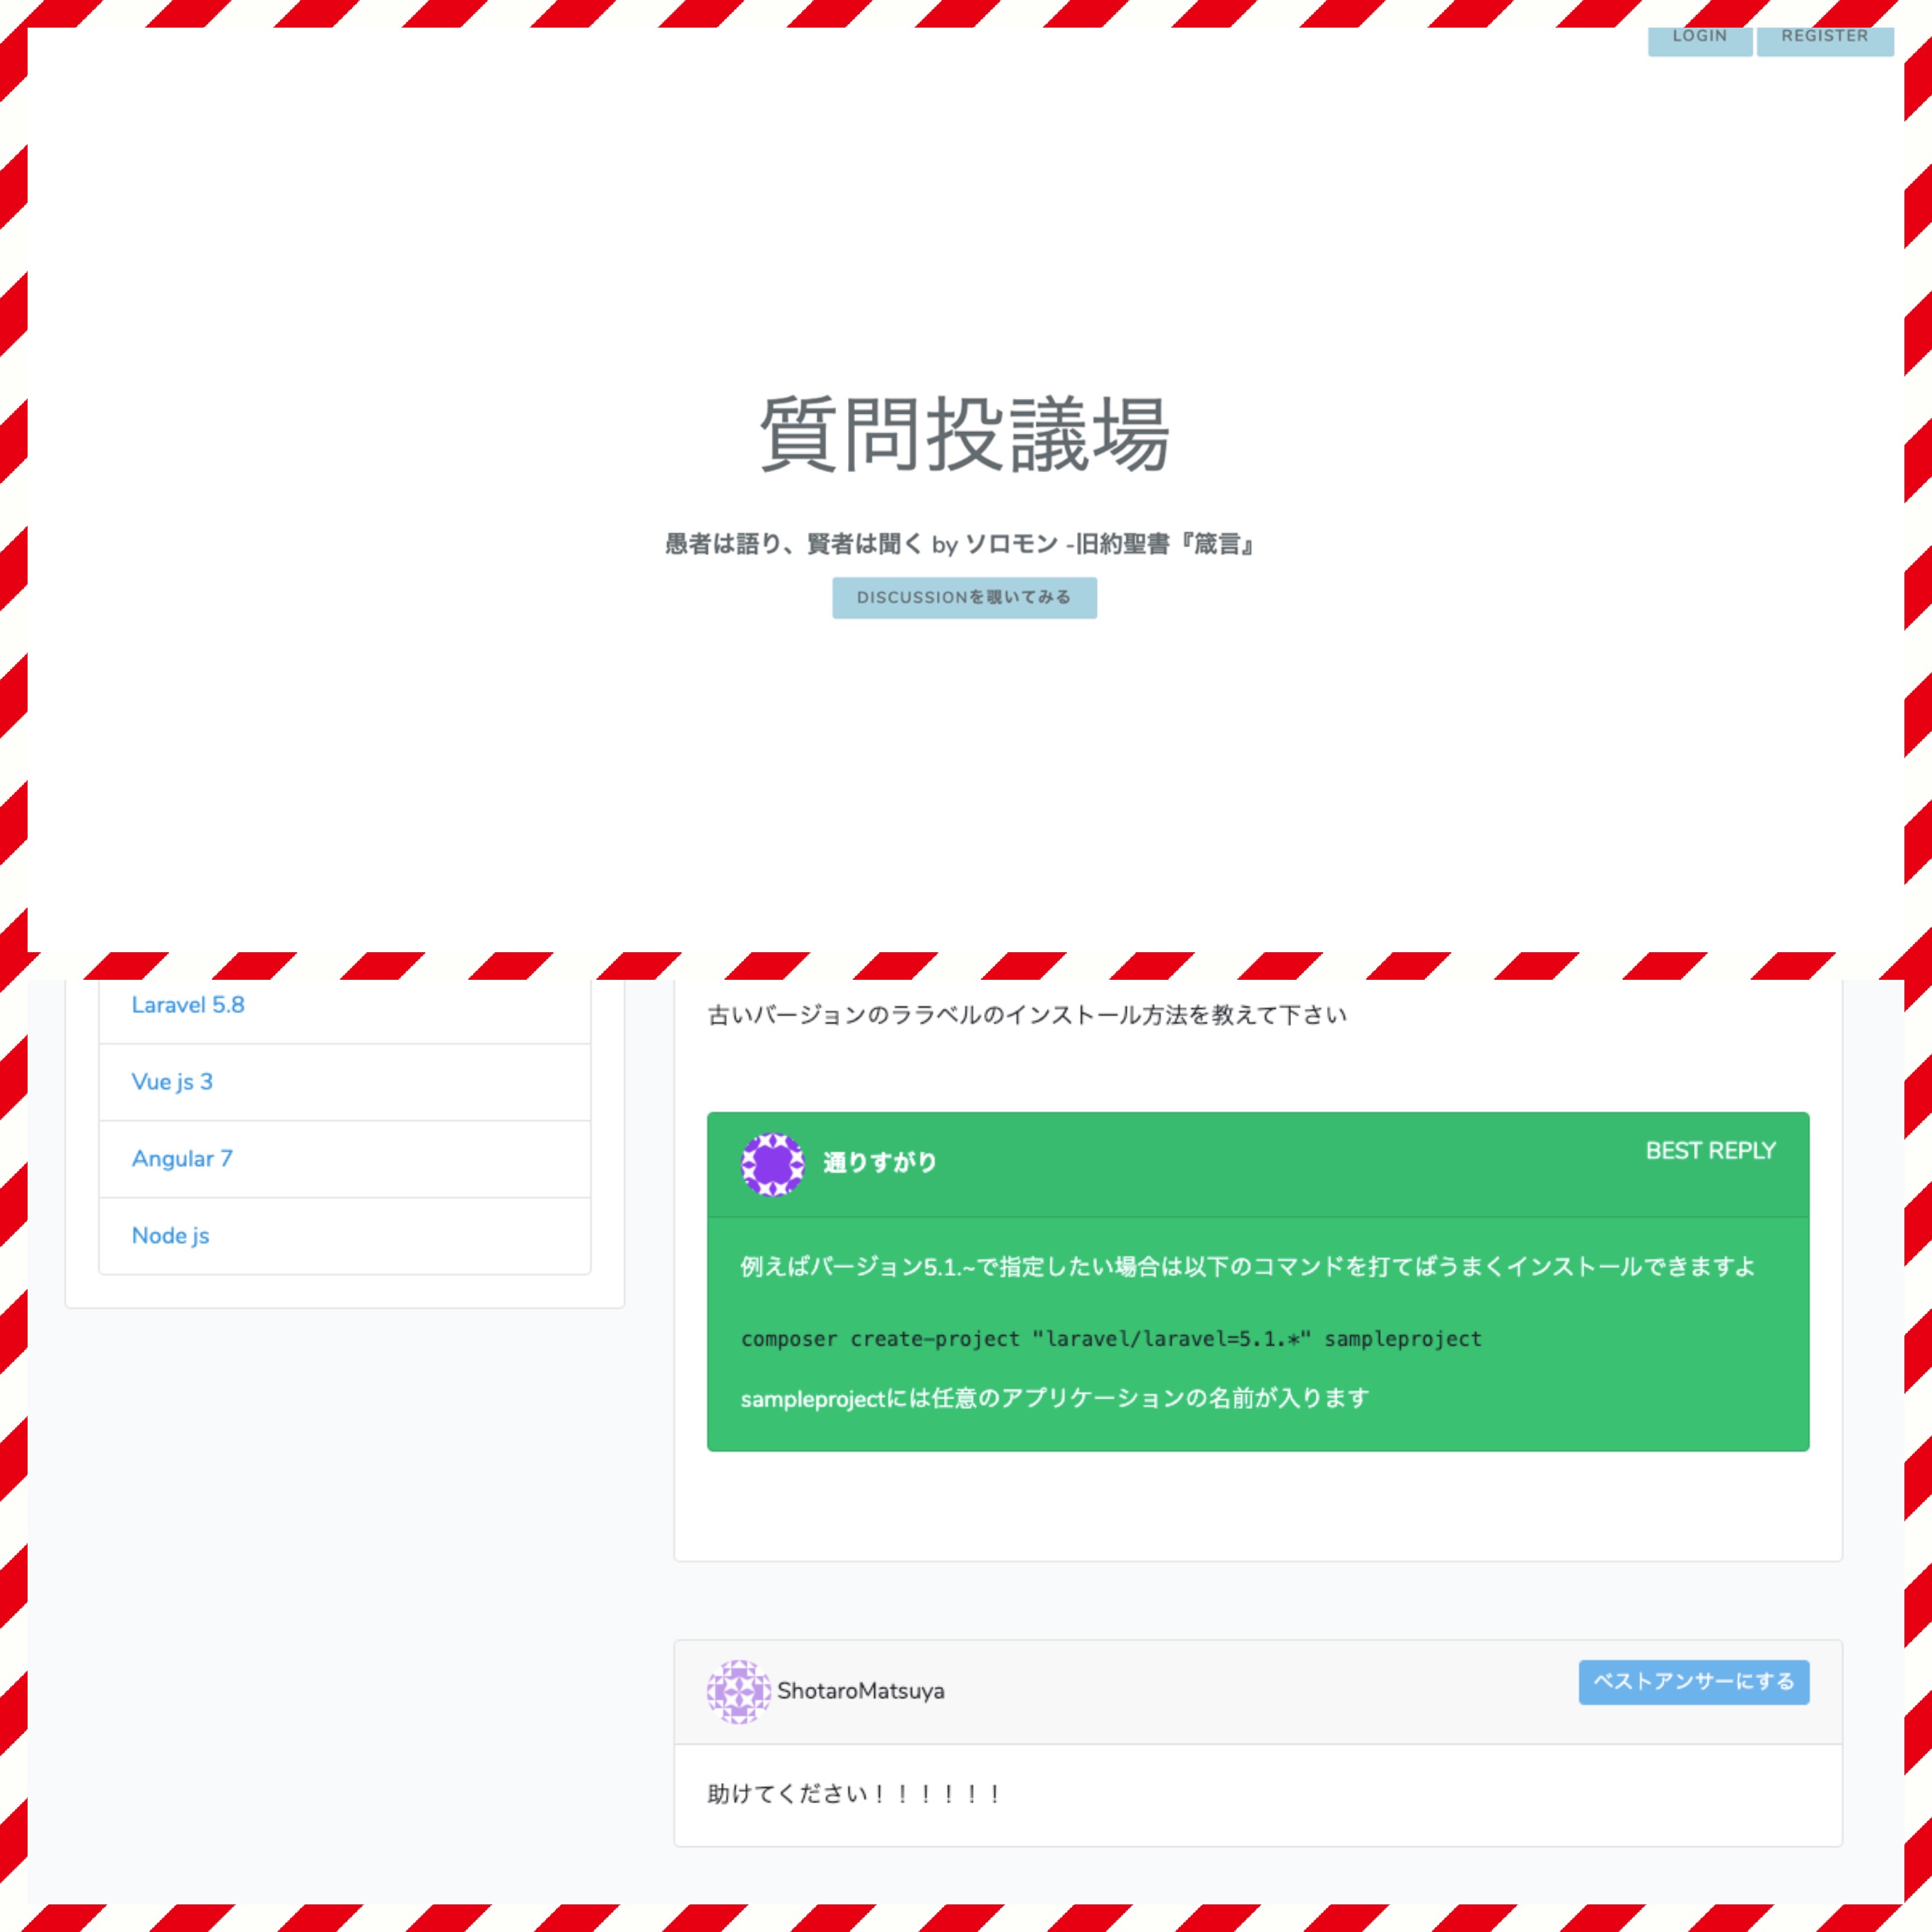 LOGIN REGISTER
質問投議場
愚者は語り、賢者は聞く by ソロモン -旧約聖書『箴言』
DISCUSSIONを覗いてみる
Laravel 5.8
Vue js 3
Angular 7
Node js
古いバージョンのララベルのインストール方法を教えて下さい
通りすがり
BEST REPLY
例えばバージョン5.1.~で指定したい場合は以下のコマンドを打てばうまくインストールできますよ
composer create-project "laravel/laravel=5.1.*" sampleproject
sampleprojectには任意のアプリケーションの名前が入ります
ShotaroMatsuya
ベストアンサーにする
助けてください！！！！！！